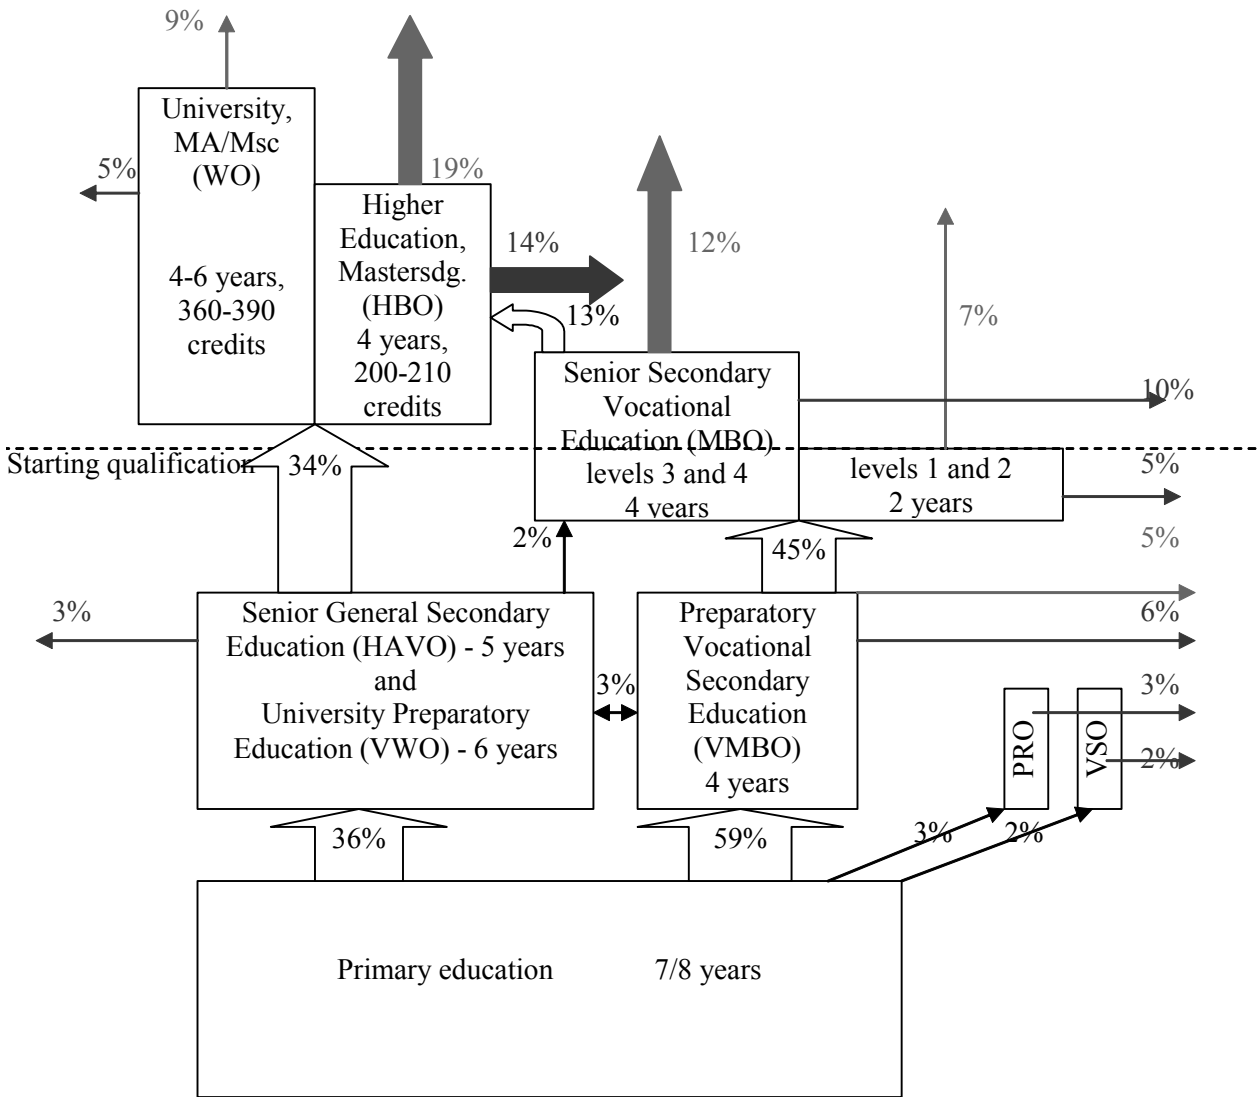 9%
University,
MA/Msc
(WO)
4-6 years,
360-390
credits
5%
19%
Higher
Education,
Mastersdg.
(HBO)
4 years,
200-210
credits
14%
13%
12%
7%
Senior Secondary
Vocational
Education (MBO)
levels 3 and 4
4 years
10%
Starting qualification
34%
levels 1 and 2
2 years
5%
2%
45%
5%
3%
Senior General Secondary
Education (HAVO) - 5 years
and
University Preparatory
Education (VWO) - 6 years
3%
Preparatory
Vocational
Secondary
Education
(VMBO)
4 years
6%
3%
PRO
VSO
2%
36%
59%
3%
2%
Primary education 7/8 years